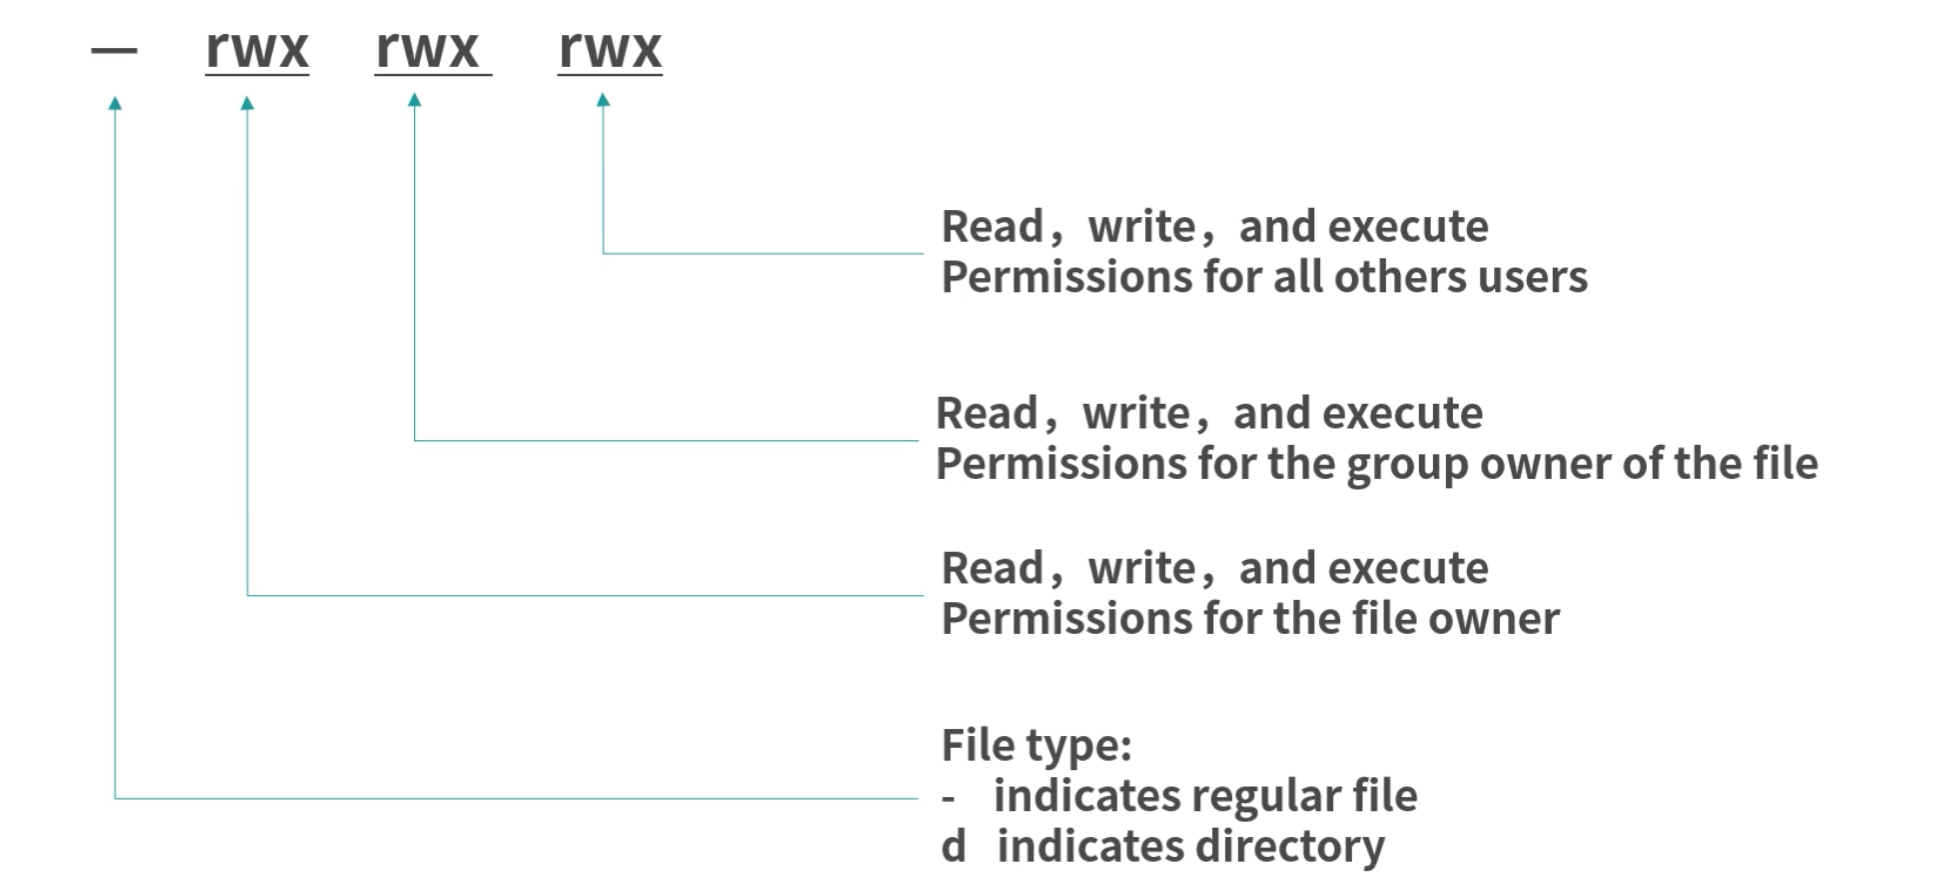 — rwx rwx rwx
Read，write，and execute
Permissions for all others users
Read，write，and execute
Permissions for the group owner of the file
Read，write，and execute
Permissions for the file owner
File type:
- indicates regular file
d indicates directory